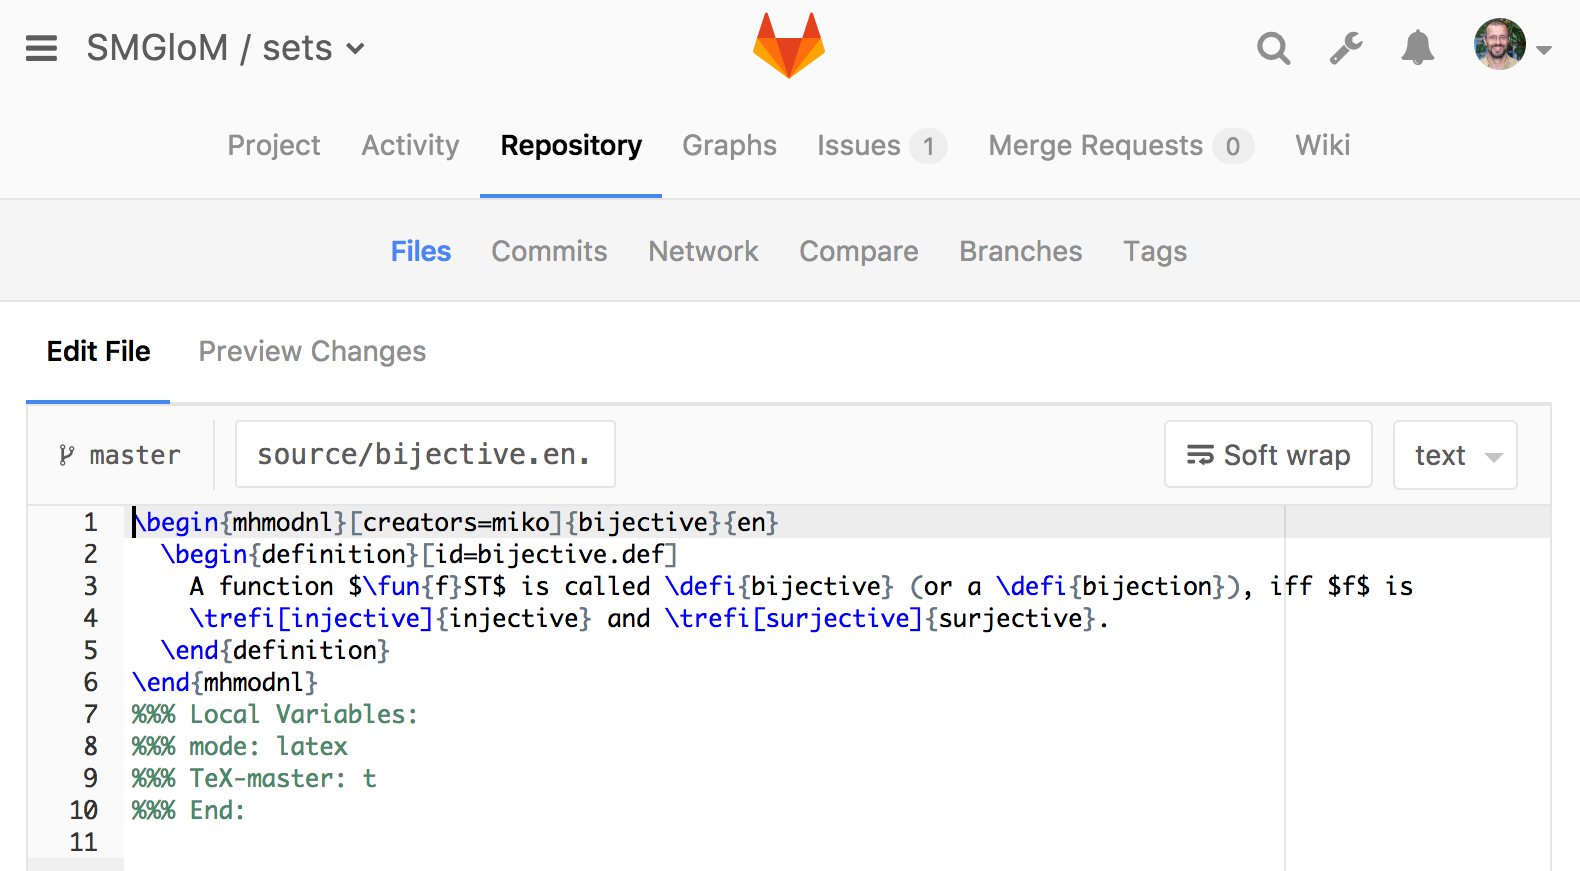 SMGloM / sets
Project Activity Repository Graphs Issues 1 Merge Requests 0 Wiki
Files Commits Network Compare Branches Tags
Edit File Preview Changes
master source/bijective.en. Soft wrap text
1 \begin{mhmodnl}[creators=miko]{bijective}{en}
2   \begin{definition}[id=bijective.def]
3     A function $\fun{f}ST$ is called \defi{bijective} (or a \defi{bijection}), iff $f$ is
4     \trefi[injective]{injective} and \trefi[surjective]{surjective}.
5   \end{definition}
6 \end{mhmodnl}
7 %%% Local Variables:
8 %%% mode: latex
9 %%% TeX-master: t
10 %%% End:
11